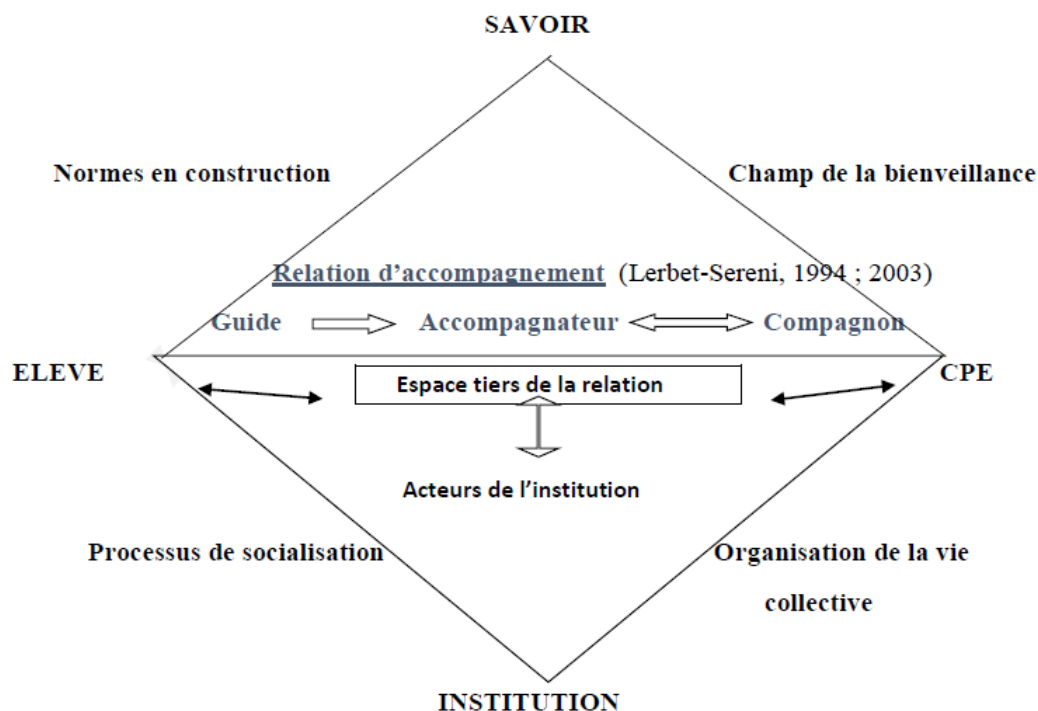 SAVOIR
Normes en construction
Champ de la bienveillance
Relation d'accompagnement (Lerbet-Sereni, 1994 ; 2003)
Guide Accompagnateur Compagnon
ELEVE
CPE
Espace tiers de la relation
Acteurs de l'institution
Processus de socialisation
Organisation de la vie
collective
INSTITUTION